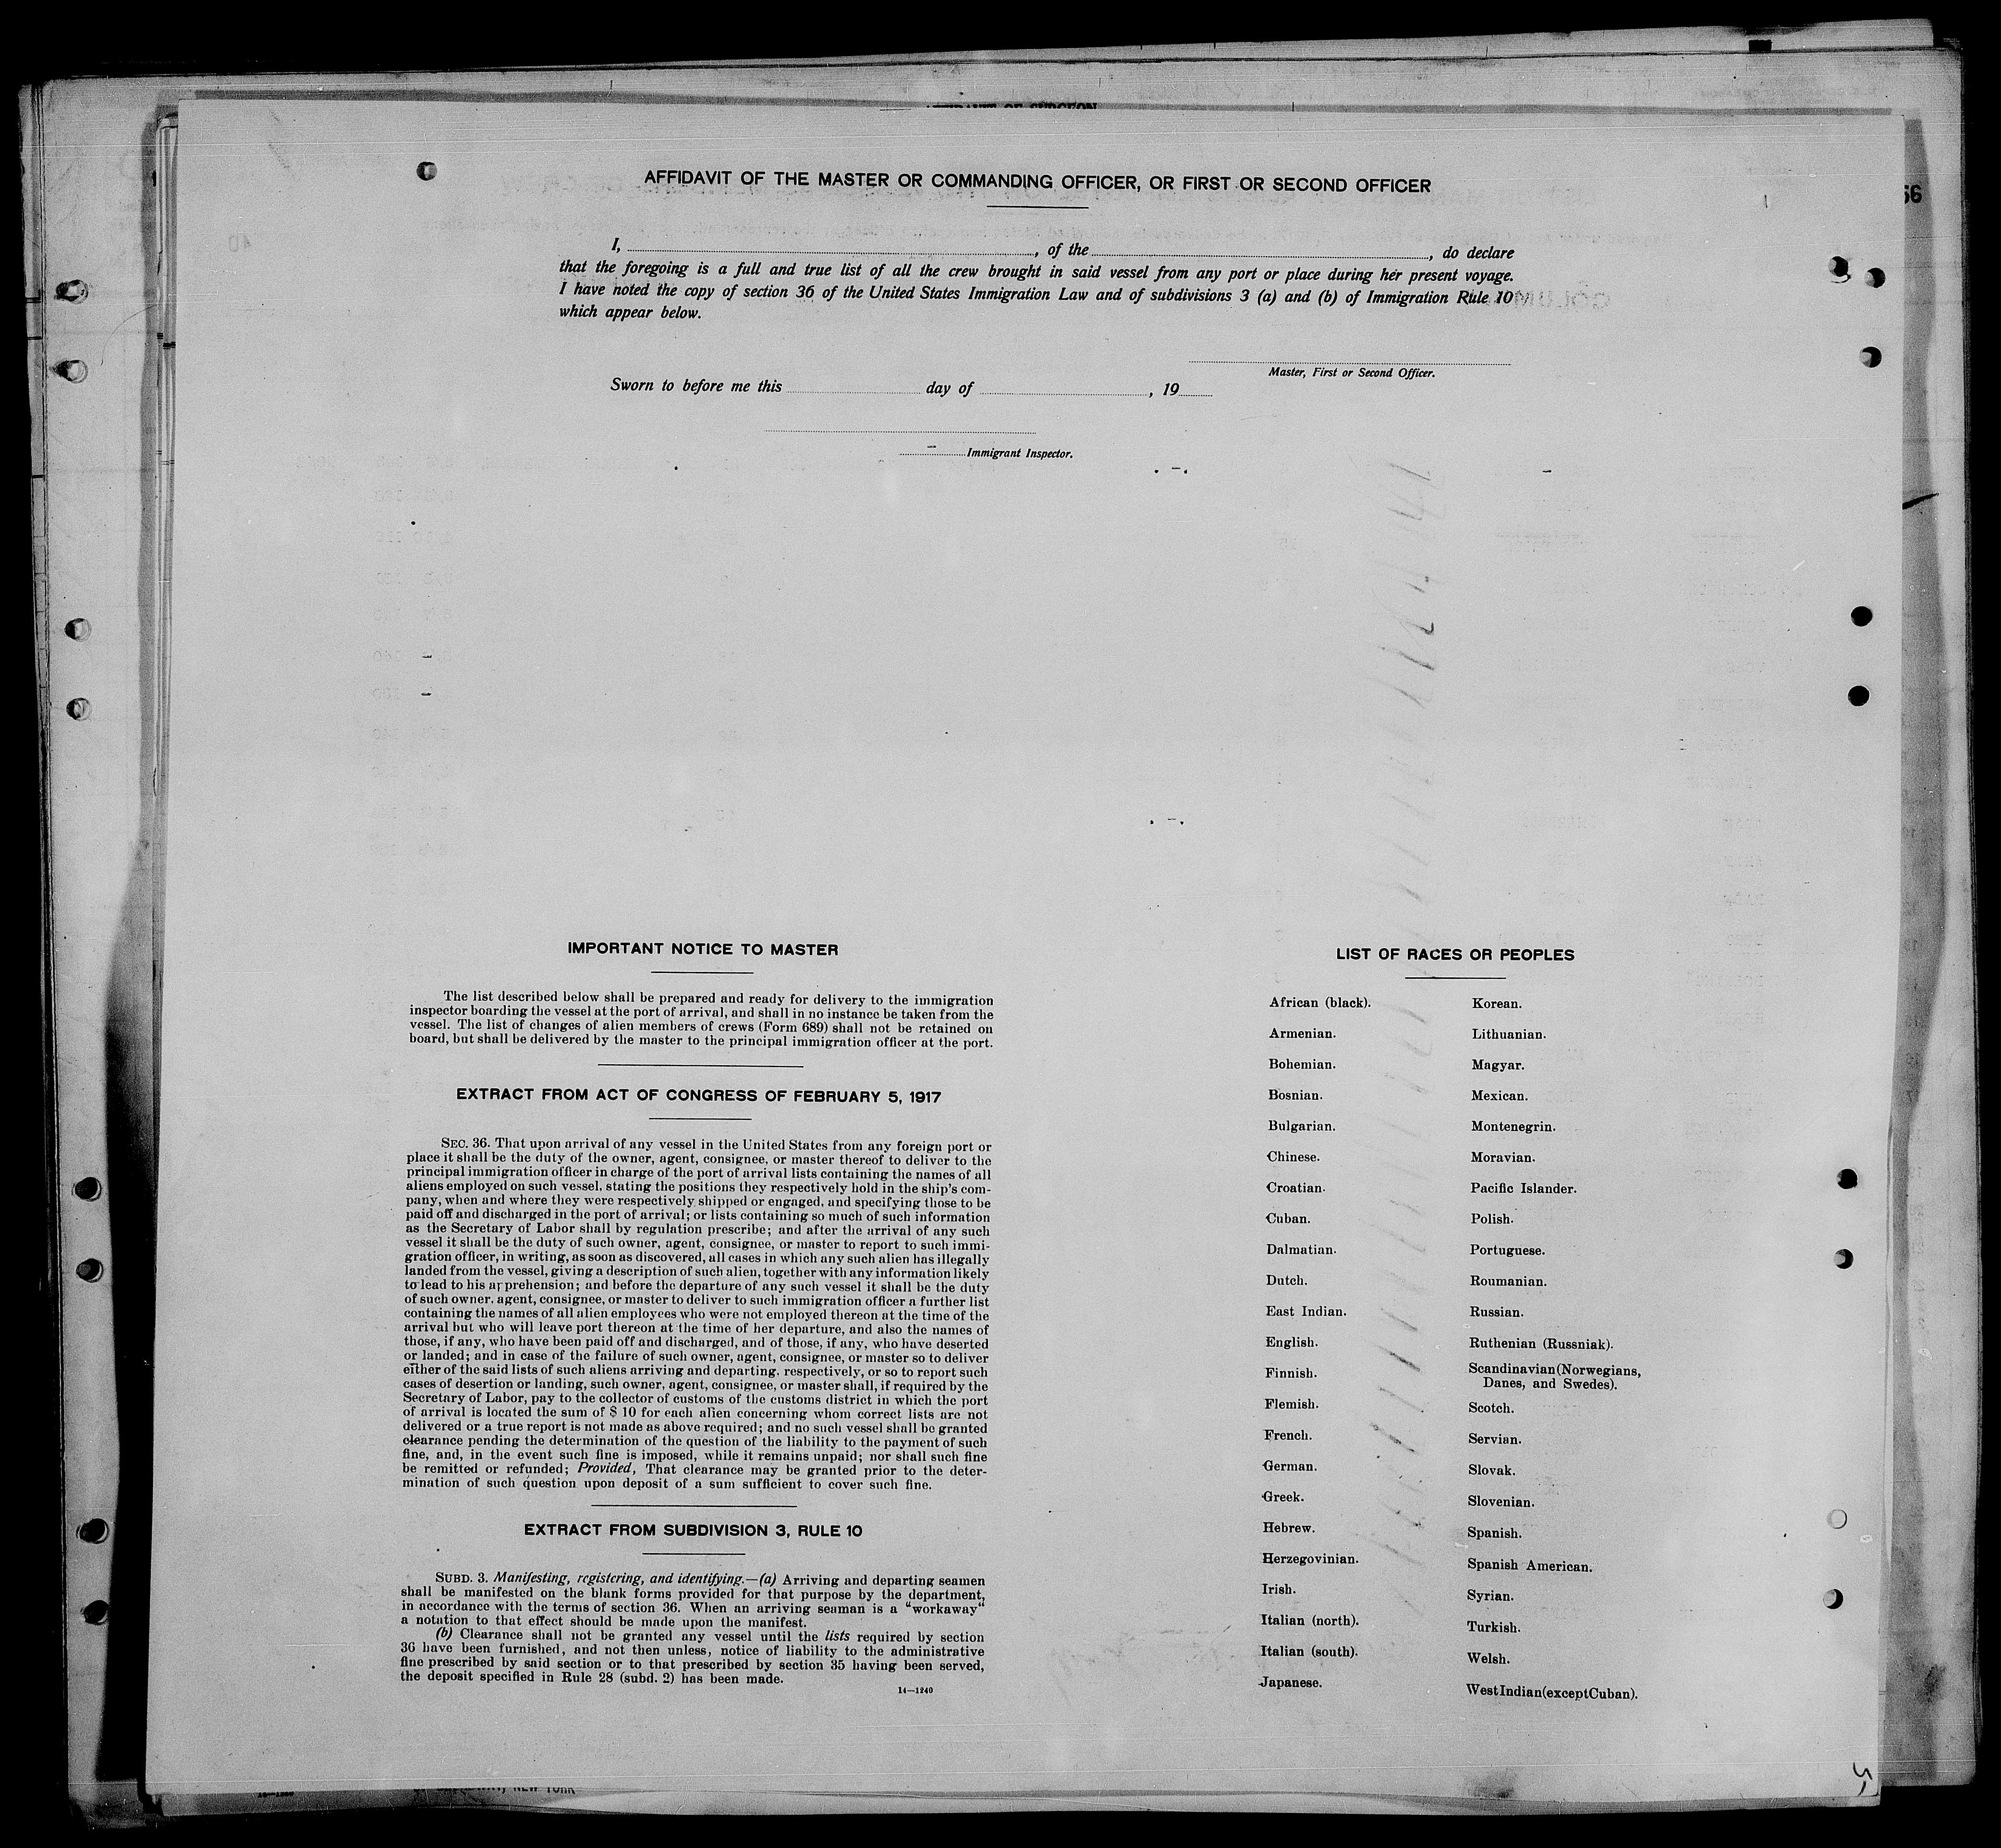 AFFIDAVIT OF SURGEON
AFFIDAVIT OF THE MASTER OR COMMANDING OFFICER, OR FIRST OR SECOND OFFICER
56
I, ............, of the ............, do declare
that the foregoing is a full and true list of all the crew brought in said vessel from any port or place during her present voyage.
I have noted the copy of section 36 of the United States Immigration Law and of subdivisions 3 (a) and (b) of Immigration Rule 10
which appear below.
Master, First or Second Officer.
Sworn to before me this ............ day of ............, 19......
............ Immigrant Inspector.
IMPORTANT NOTICE TO MASTER
The list described below shall be prepared and ready for delivery to the immigration
inspector boarding the vessel at the port of arrival, and shall in no instance be taken from the
vessel. The list of changes of alien members of crews (Form 689) shall not be retained on
board, but shall be delivered by the master to the principal immigration officer at the port.
EXTRACT FROM ACT OF CONGRESS OF FEBRUARY 5, 1917
SEC. 36. That upon arrival of any vessel in the United States from any foreign port or
place it shall be the duty of the owner, agent, consignee, or master thereof to deliver to the
principal immigration officer in charge of the port of arrival lists containing the names of all
aliens employed on such vessel, stating the positions they respectively hold in the ship's com-
pany, when and where they were respectively shipped or engaged, and specifying those to be
paid off and discharged in the port of arrival; or lists containing so much of such information
as the Secretary of Labor shall by regulation prescribe; and after the arrival of any such
vessel it shall be the duty of such owner, agent, consignee, or master to report to such immi-
gration officer, in writing, as soon as discovered, all cases in which any such alien has illegally
landed from the vessel, giving a description of such alien, together with any information likely
to lead to his apprehension; and before the departure of any such vessel it shall be the duty
of such owner, agent, consignee, or master to deliver to such immigration officer a further list
containing the names of all alien employees who were not employed thereon at the time of the
arrival but who will leave port thereon at the time of her departure, and also the names of
those, if any, who have been paid off and discharged, and of those, if any, who have deserted
or landed; and in case of the failure of such owner, agent, consignee, or master so to deliver
either of the said lists of such aliens arriving and departing, respectively, or so to report such
cases of desertion or landing, such owner, agent, consignee, or master shall, if required by the
Secretary of Labor, pay to the collector of customs of the customs district in which the port
of arrival is located the sum of $ 10 for each alien concerning whom correct lists are not
delivered or a true report is not made as above required; and no such vessel shall be granted
clearance pending the determination of the question of the liability to the payment of such
fine, and, in the event such fine is imposed, while it remains unpaid; nor shall such fine
be remitted or refunded; Provided, That clearance may be granted prior to the deter-
mination of such question upon deposit of a sum sufficient to cover such fine.
EXTRACT FROM SUBDIVISION 3, RULE 10
SUBD. 3. Manifesting, registering, and identifying.—(a) Arriving and departing seamen
shall be manifested on the blank forms provided for that purpose by the department,
in accordance with the terms of section 36. When an arriving seaman is a "workaway"
a notation to that effect should be made upon the manifest.
(b) Clearance shall not be granted any vessel until the lists required by section
36 have been furnished, and not then unless, notice of liability to the administrative
fine prescribed by said section or to that prescribed by section 35 having been served,
the deposit specified in Rule 28 (subd. 2) has been made.
14—1240
LIST OF RACES OR PEOPLES
African (black).
Armenian.
Bohemian.
Bosnian.
Bulgarian.
Chinese.
Croatian.
Cuban.
Dalmatian.
Dutch.
East Indian.
English.
Finnish.
Flemish.
French.
German.
Greek.
Hebrew.
Herzegovinian.
Irish.
Italian (north).
Italian (south).
Japanese.
Korean.
Lithuanian.
Magyar.
Mexican.
Montenegrin.
Moravian.
Pacific Islander.
Polish.
Portuguese.
Roumanian.
Russian.
Ruthenian (Russniak).
Scandinavian (Norwegians,
Danes, and Swedes).
Scotch.
Servian.
Slovak.
Slovenian.
Spanish.
Spanish American.
Syrian.
Turkish.
Welsh.
West Indian (except Cuban).
NEW YORK